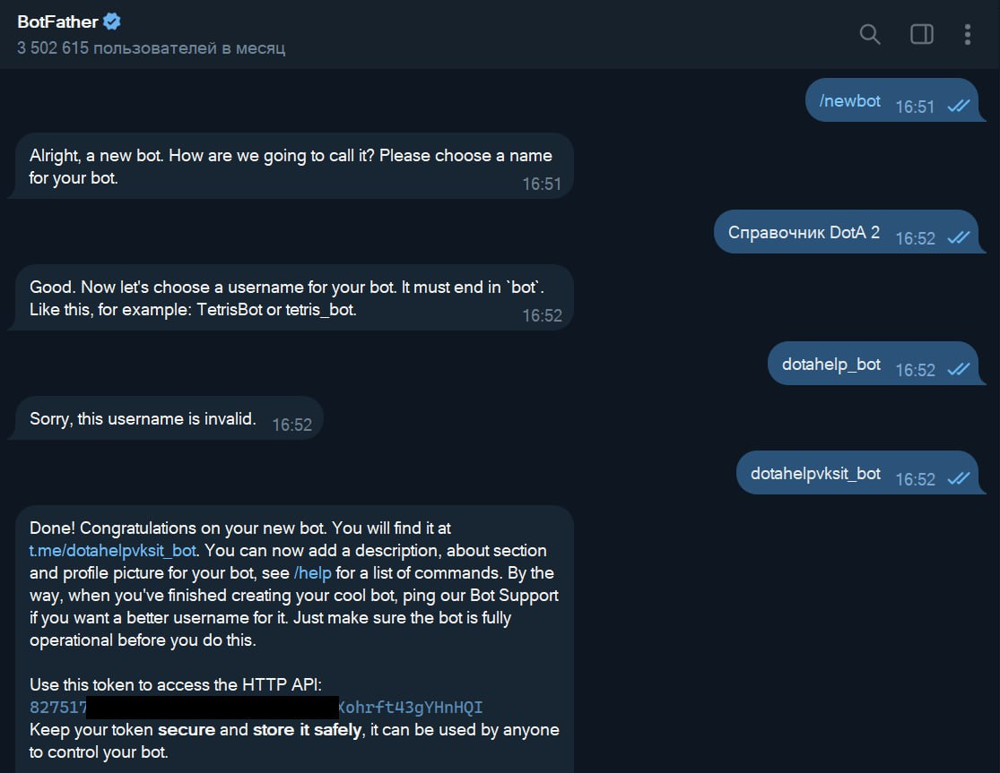 BotFather
3 502 615 пользователей в месяц
/newbot 16:51
Alright, a new bot. How are we going to call it? Please choose a name
for your bot. 16:51
Справочник DotA 2 16:52
Good. Now let's choose a username for your bot. It must end in `bot`.
Like this, for example: TetrisBot or tetris_bot. 16:52
dotahelp_bot 16:52
Sorry, this username is invalid. 16:52
dotahelpvksit_bot 16:52
Done! Congratulations on your new bot. You will find it at
t.me/dotahelpvksit_bot. You can now add a description, about section
and profile picture for your bot, see /help for a list of commands. By the
way, when you've finished creating your cool bot, ping our Bot Support
if you want a better username for it. Just make sure the bot is fully
operational before you do this.
Use this token to access the HTTP API:
827517 Xohrft43gYHnHQI
Keep your token secure and store it safely, it can be used by anyone
to control your bot.